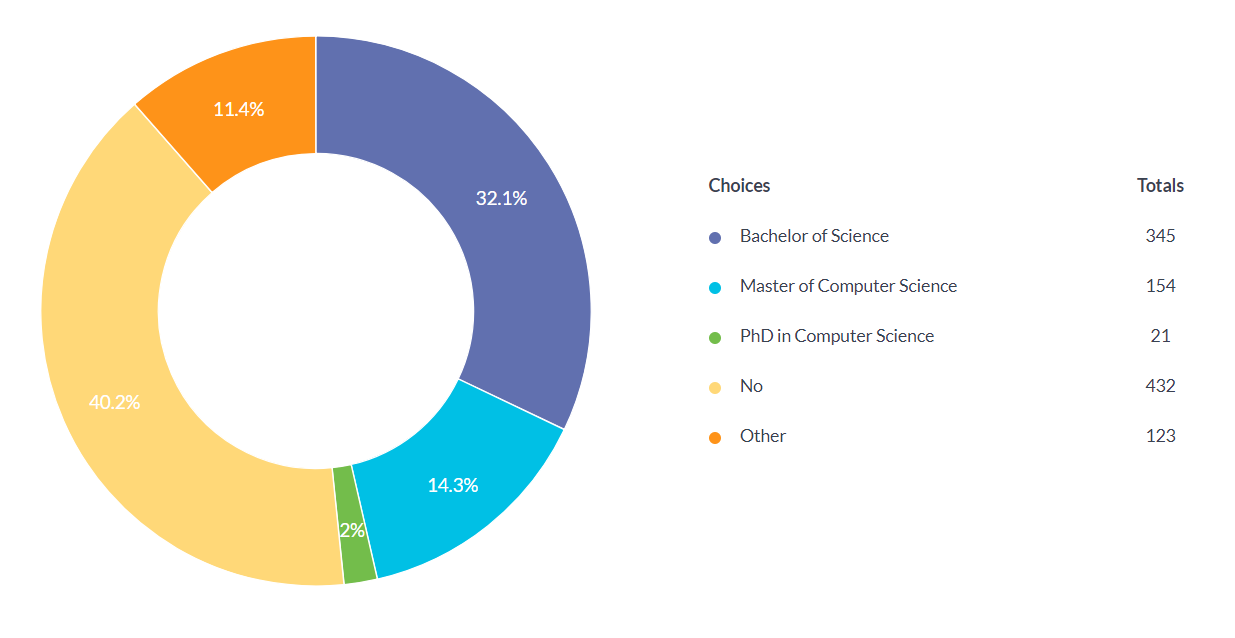 11.4%
32.1%
40.2%
14.3%
2%
Choices Totals
Bachelor of Science 345
Master of Computer Science 154
PhD in Computer Science 21
No 432
Other 123